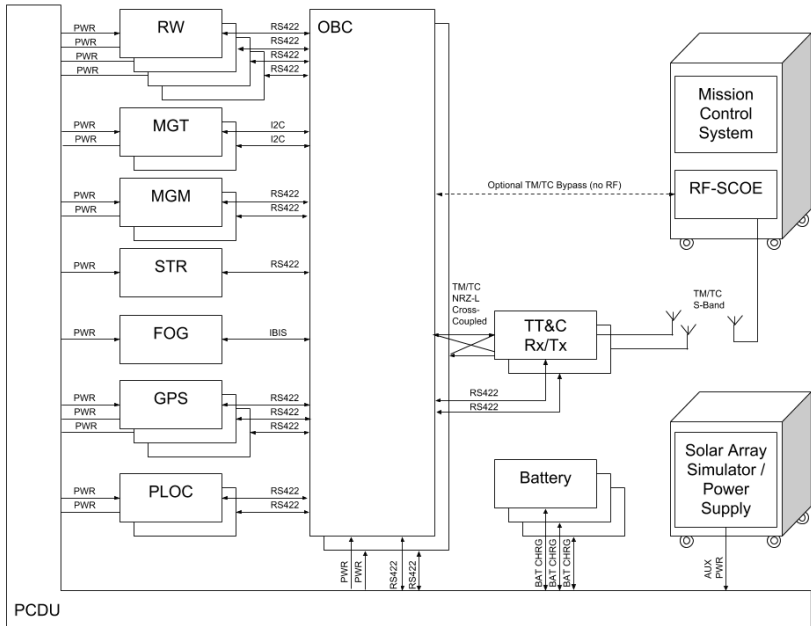 PWR
RW
RS422
OBC
PWR
RS422
PWR
RS422
PWR
RS422
Mission
Control
System
PWR
MGT
I2C
PWR
I2C
RF-SCOE
Optional TM/TC Bypass (no RF)
PWR
MGM
RS422
PWR
RS422
PWR
STR
RS422
TM/TC
NRZ-L
Cross-
Coupled
TM/TC
S-Band
PWR
FOG
IBIS
TT&C
Rx/Tx
PWR
GPS
RS422
PWR
RS422
PWR
RS422
RS422
RS422
Solar Array
Simulator /
Power
Supply
Battery
PWR
PLOC
RS422
PWR
RS422
PWR
PWR
RS422
RS422
BAT CHRG
BAT CHRG
BAT CHRG
AUX
PWR
PCDU